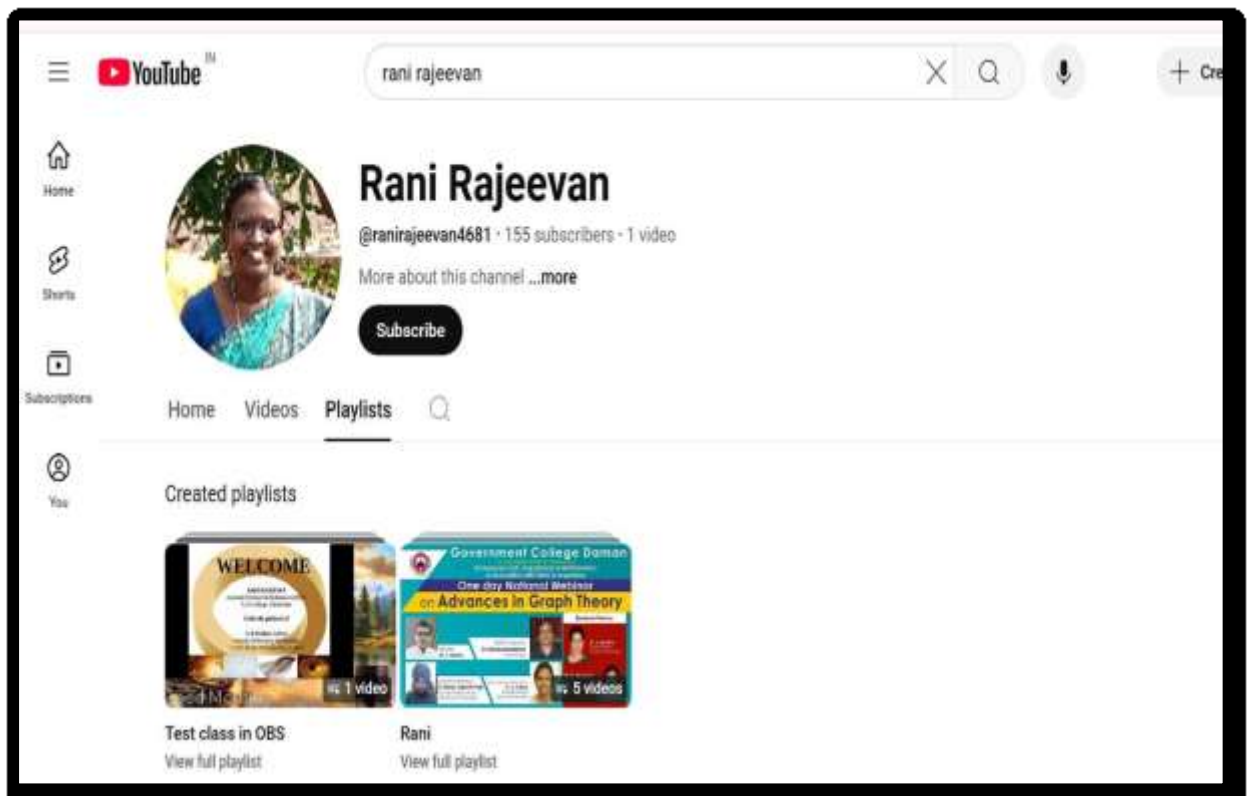 YouTube IN
rani rajeevan
Cre
Home
Shorts
Subscriptions
You
Rani Rajeevan
@ranirajeevan4681 · 155 subscribers · 1 video
More about this channel ...more
Subscribe
Home Videos Playlists
Created playlists
WELCOME
1 video
Government College Daman
One day National Webinar
on Advances in Graph Theory
5 videos
Test class in OBS
View full playlist
Rani
View full playlist